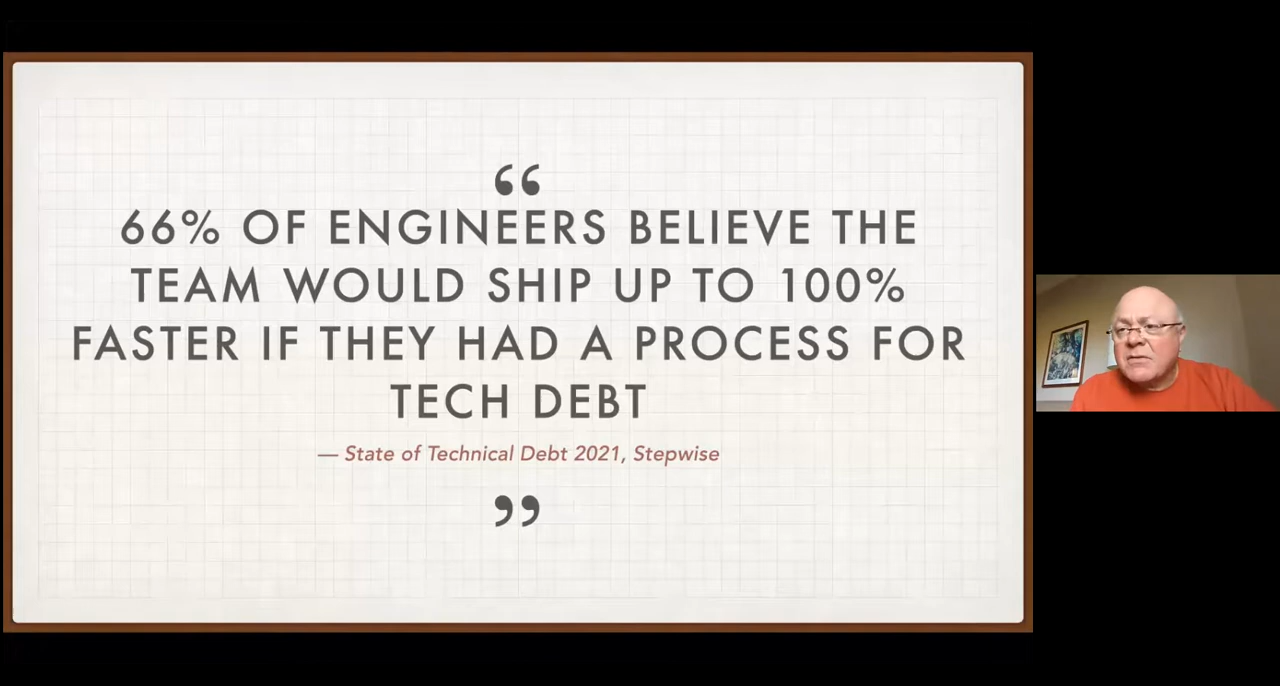 “
66% OF ENGINEERS BELIEVE THE
TEAM WOULD SHIP UP TO 100%
FASTER IF THEY HAD A PROCESS FOR
TECH DEBT
— State of Technical Debt 2021, Stepwise
”